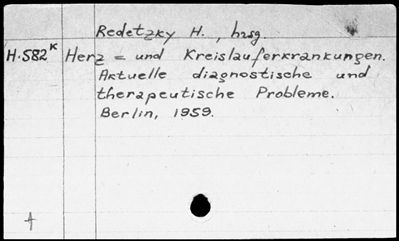 Redetzky H., hrsg.
H.582ᴷ Herz = und Kreislauferkrankungen.
Aktuelle diagnostische und
therapeutische Probleme.
Berlin, 1959.
A